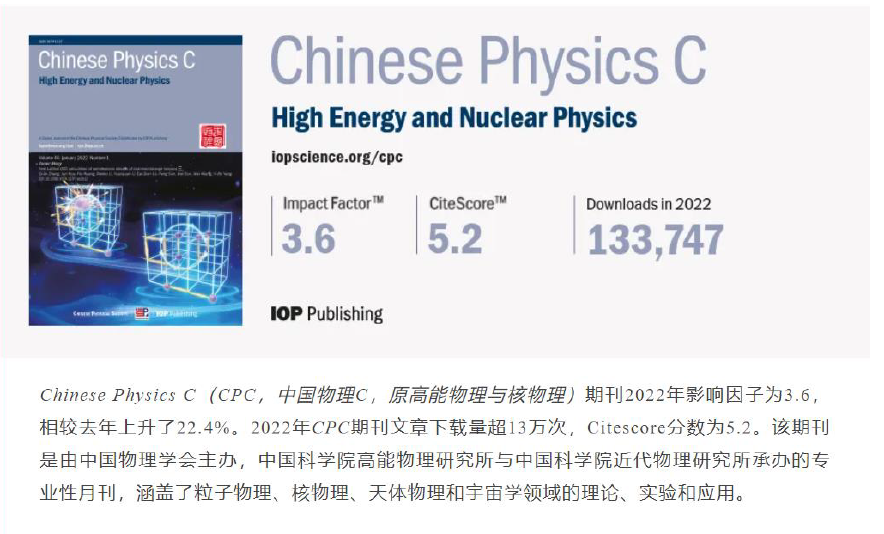 Chinese Physics C
High Energy and Nuclear Physics
IOP Publishing
Chinese Physics C
High Energy and Nuclear Physics
iopscience.org/cpc
Impact Factor™
3.6
CiteScore™
5.2
Downloads in 2022
133,747
IOP Publishing
Chinese Physics C（CPC，中国物理C，原高能物理与核物理）期刊2022年影响因子为3.6，
相较去年上升了22.4%。2022年CPC期刊文章下载量超13万次，Citescore分数为5.2。该期刊
是由中国物理学会主办，中国科学院高能物理研究所与中国科学院近代物理研究所承办的专
业性月刊，涵盖了粒子物理、核物理、天体物理和宇宙学领域的理论、实验和应用。